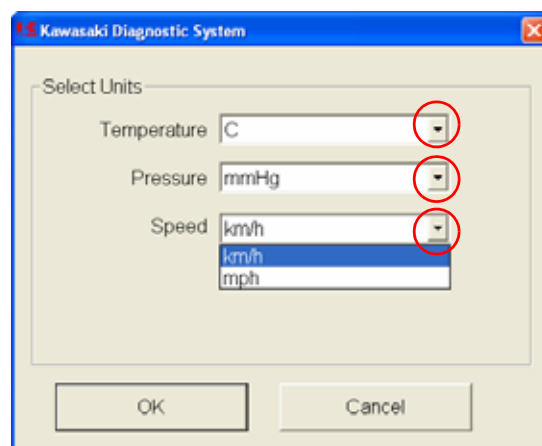 Kawasaki Diagnostic System
Select Units
Temperature C
Pressure mmHg
Speed km/h
km/h
mph
OK Cancel